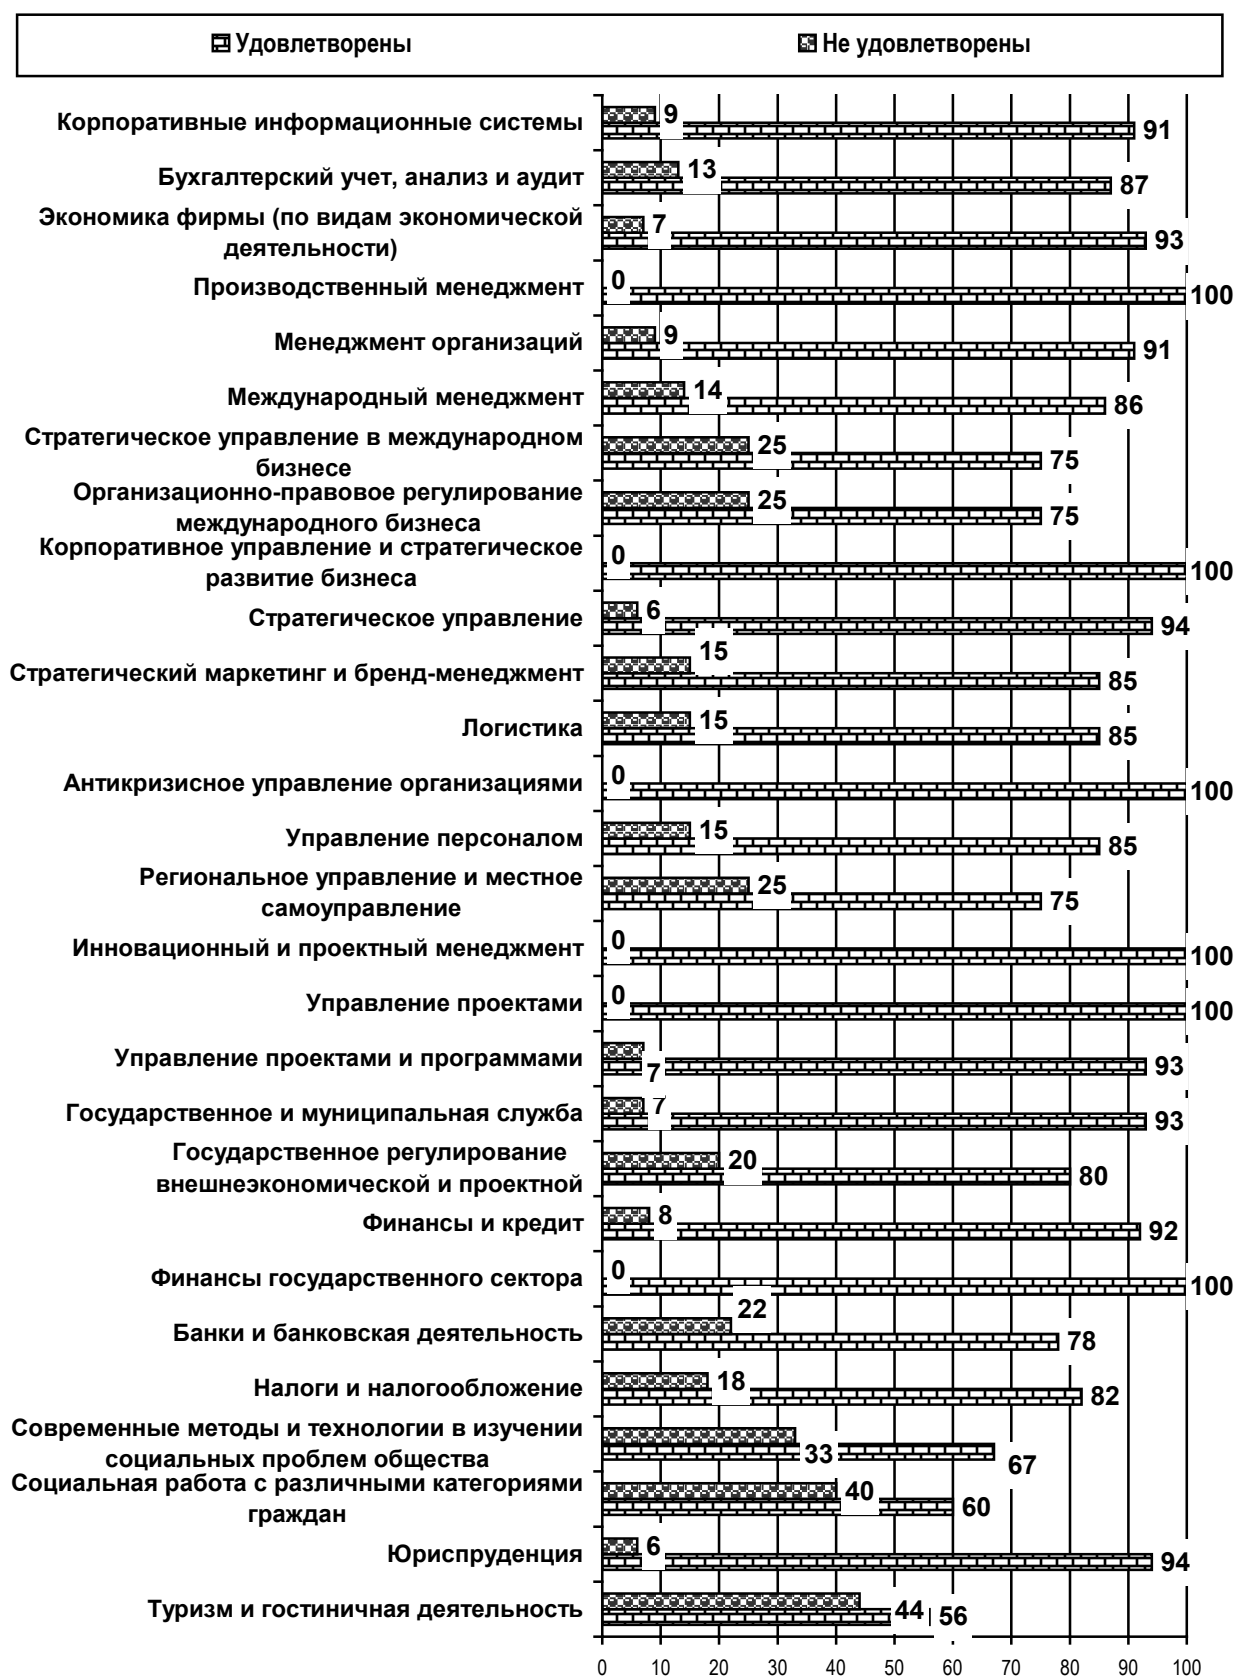 Удовлетворены Не удовлетворены
Корпоративные информационные системы 9 91
Бухгалтерский учет, анализ и аудит 13 87
Экономика фирмы (по видам экономической
деятельности) 7 93
Производственный менеджмент 0 100
Менеджмент организаций 9 91
Международный менеджмент 14 86
Стратегическое управление в международном
бизнесе 25 75
Организационно-правовое регулирование
международного бизнеса 25 75
Корпоративное управление и стратегическое
развитие бизнеса 0 100
Стратегическое управление 6 94
Стратегический маркетинг и бренд-менеджмент 15 85
Логистика 15 85
Антикризисное управление организациями 0 100
Управление персоналом 15 85
Региональное управление и местное
самоуправление 25 75
Инновационный и проектный менеджмент 0 100
Управление проектами 0 100
Управление проектами и программами 7 93
Государственное и муниципальная служба 7 93
Государственное регулирование
внешнеэкономической и проектной 20 80
Финансы и кредит 8 92
Финансы государственного сектора 0 100
Банки и банковская деятельность 22 78
Налоги и налогообложение 18 82
Современные методы и технологии в изучении
социальных проблем общества 33 67
Социальная работа с различными категориями
граждан 40 60
Юриспруденция 6 94
Туризм и гостиничная деятельность 44 56
0 10 20 30 40 50 60 70 80 90 100